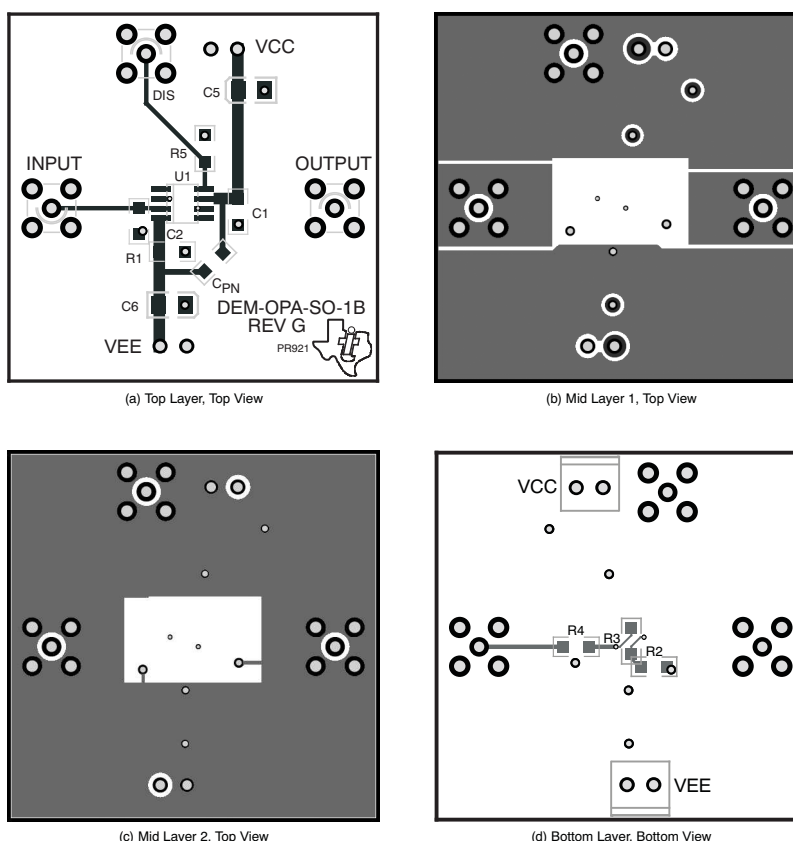 VCC
C5
DIS
R5
INPUT
U1
OUTPUT
C1
C2
R1
CPN
C6
DEM-OPA-SO-1B
REV G
PR921
VEE
(a) Top Layer, Top View
(b) Mid Layer 1, Top View
(c) Mid Layer 2, Top View
VCC
R4
R3
R2
VEE
(d) Bottom Layer, Bottom View